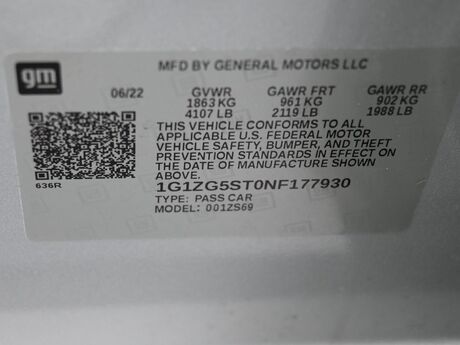 gm
MFD BY GENERAL MOTORS LLC
06/22 GVWR GAWR FRT GAWR RR
1863 KG 961 KG 902 KG
4107 LB 2119 LB 1988 LB
THIS VEHICLE CONFORMS TO ALL
APPLICABLE U.S. FEDERAL MOTOR
VEHICLE SAFETY, BUMPER, AND THEFT
PREVENTION STANDARDS IN EFFECT ON
THE DATE OF MANUFACTURE SHOWN
ABOVE.
636R
1G1ZG5ST0NF177930
TYPE: PASS CAR
MODEL: 001ZS69